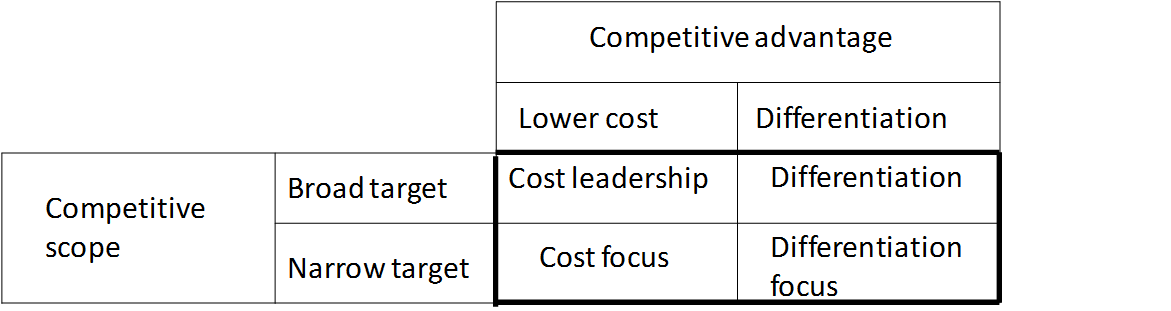 Competitive advantage
Lower cost
Differentiation
Competitive
scope
Broad target
Cost leadership
Differentiation
Narrow target
Cost focus
Differentiation
focus